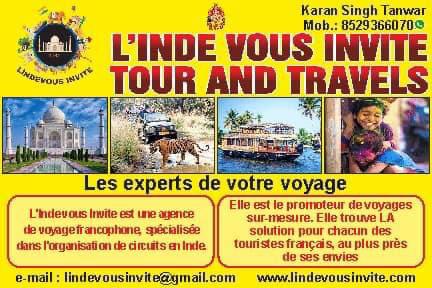 Karan Singh Tanwar
Mob.: 8529366070
LINDEVOUS INVITE
L'INDE VOUS INVITE
TOUR AND TRAVELS
Les experts de votre voyage
L'Indevous Invite est une agence
de voyage francophone, spécialisée
dans l'organisation de circuits en Inde.
Elle est le promoteur de voyages
sur-mesure. Elle trouve LA
solution pour chacun des
touristes français, au plus près
de ses envies
e-mail : lindevousinvite@gmail.com www.lindevousinvite.com